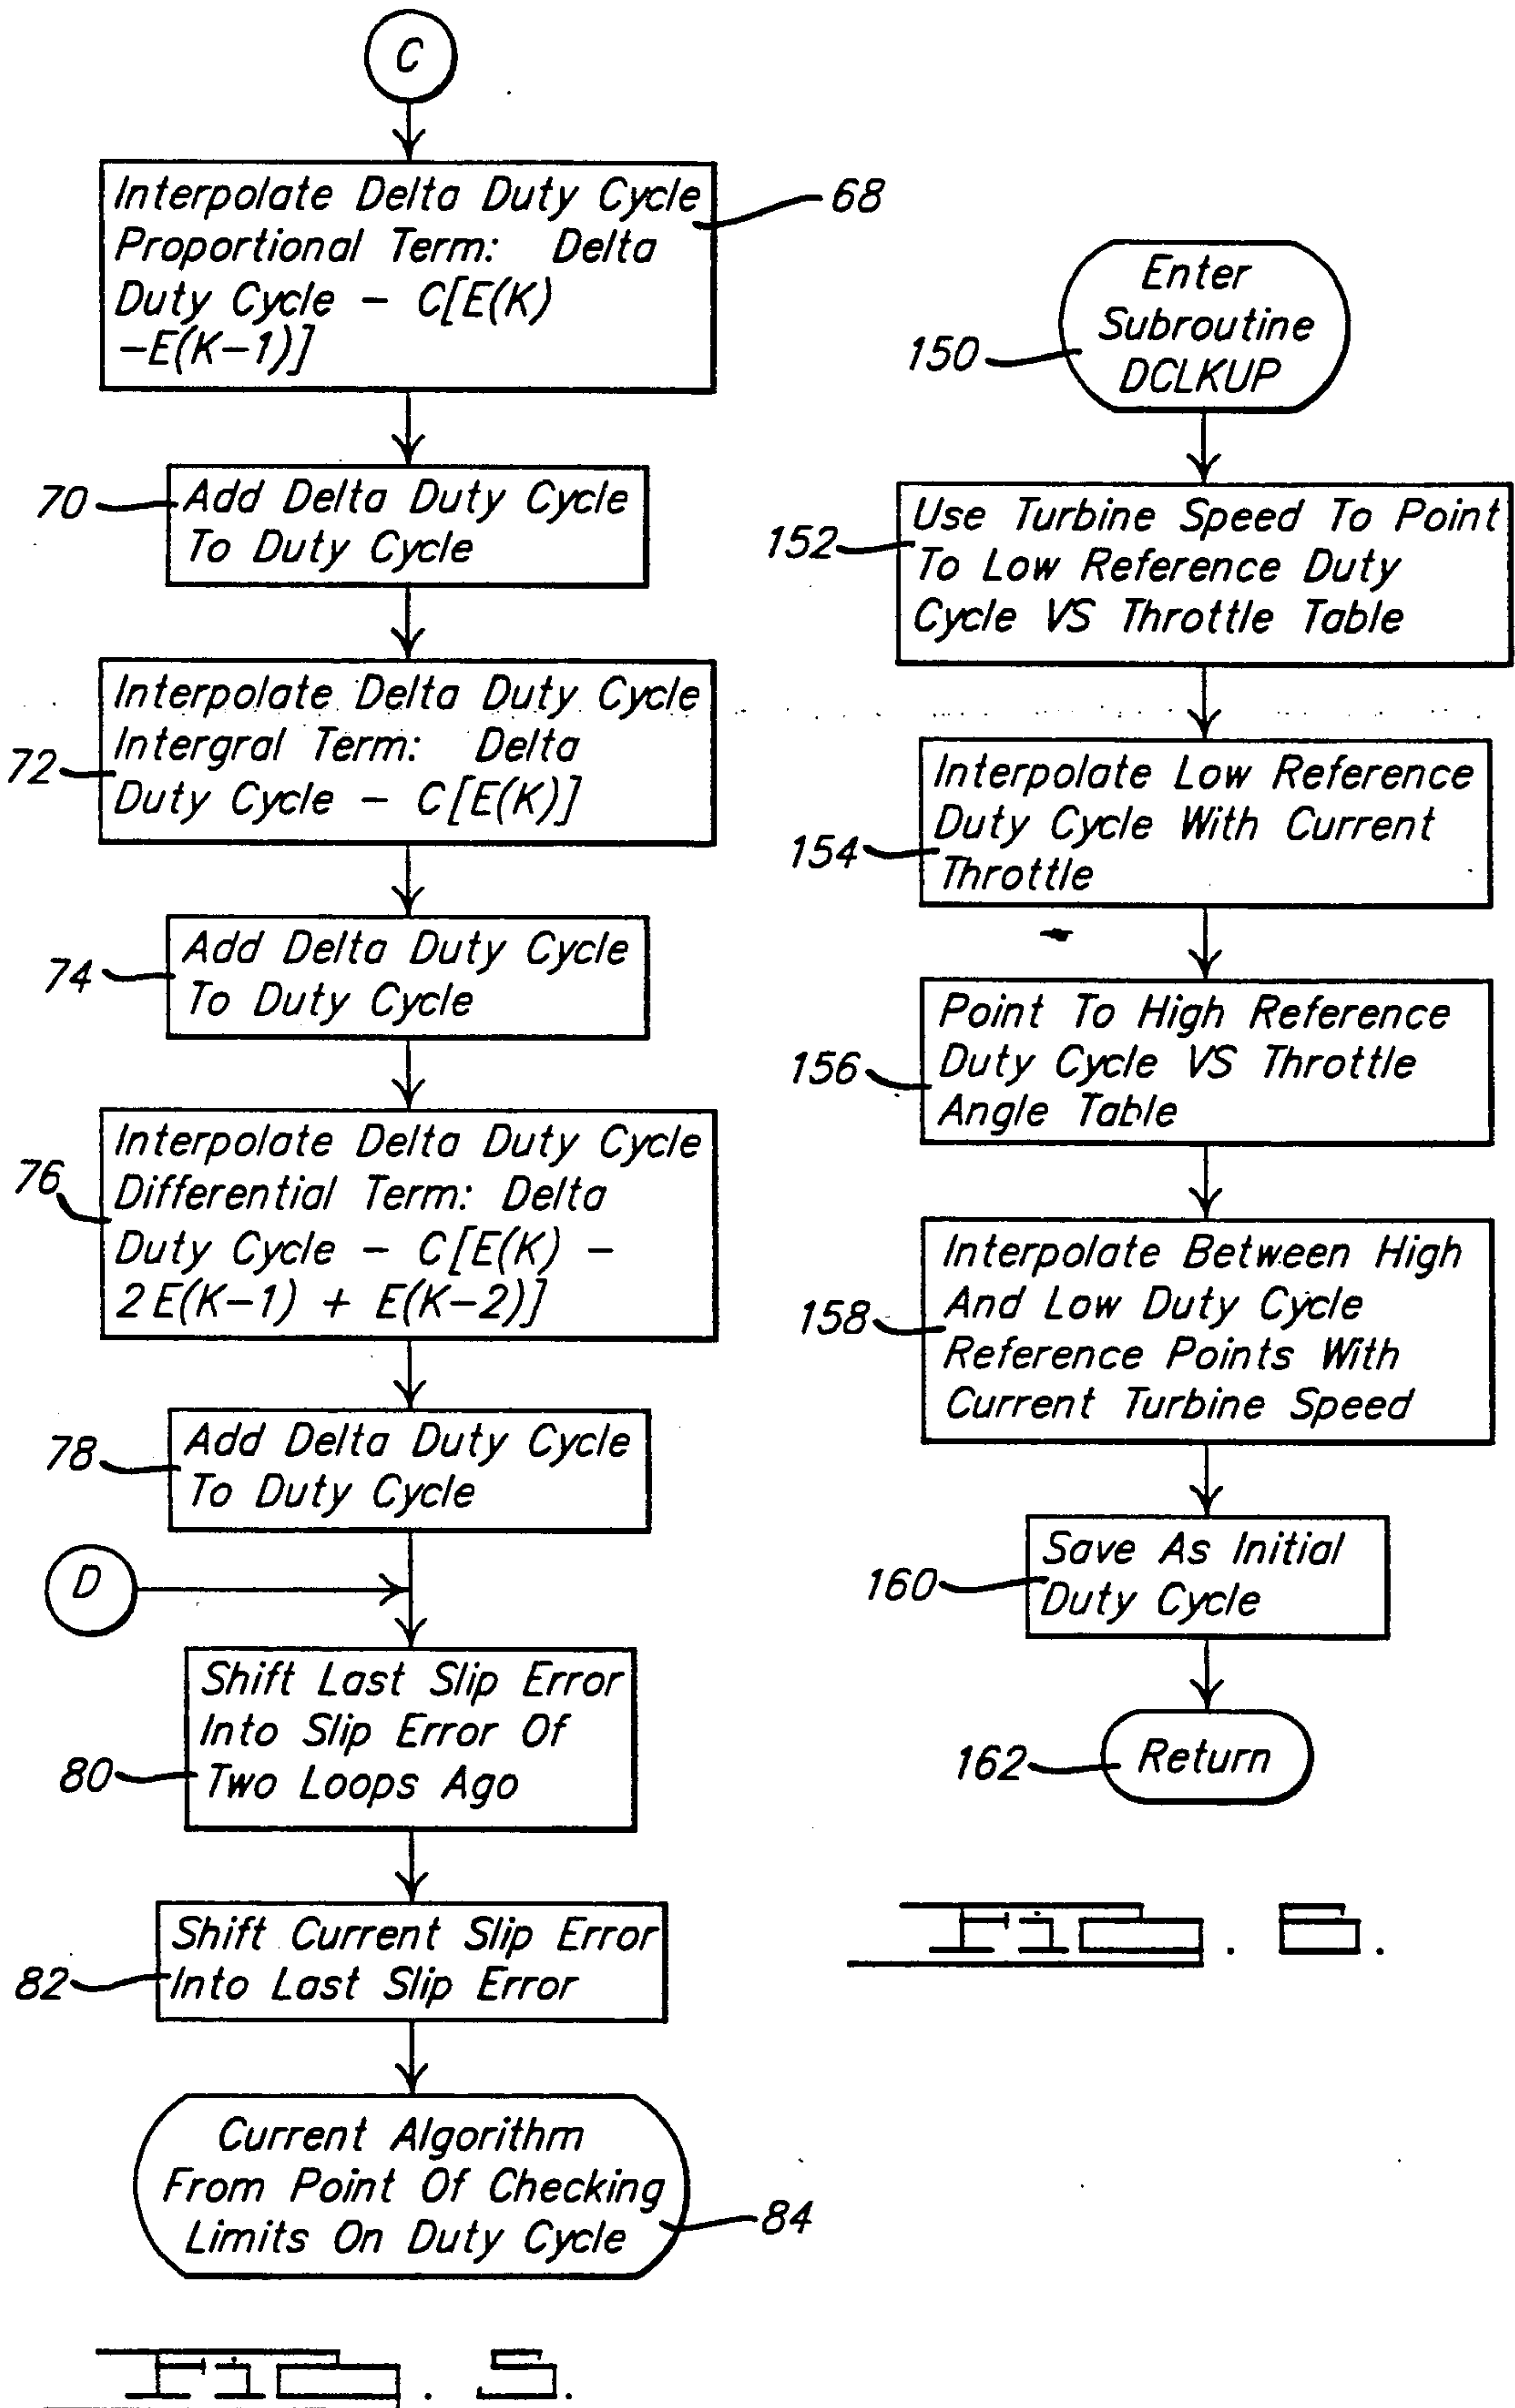 C
Interpolate Delta Duty Cycle
Proportional Term: Delta
Duty Cycle - C[E(K)
-E(K-1)]
68
70
Add Delta Duty Cycle
To Duty Cycle
72
Interpolate Delta Duty Cycle
Intergral Term: Delta
Duty Cycle - C[E(K)]
74
Add Delta Duty Cycle
To Duty Cycle
76
Interpolate Delta Duty Cycle
Differential Term: Delta
Duty Cycle - C[E(K) -
2E(K-1) + E(K-2)]
78
Add Delta Duty Cycle
To Duty Cycle
D
80
Shift Last Slip Error
Into Slip Error Of
Two Loops Ago
82
Shift Current Slip Error
Into Last Slip Error
Current Algorithm
From Point Of Checking
Limits On Duty Cycle
84
Fig. 5.
150
Enter
Subroutine
DCLKUP
152
Use Turbine Speed To Point
To Low Reference Duty
Cycle VS Throttle Table
154
Interpolate Low Reference
Duty Cycle With Current
Throttle
156
Point To High Reference
Duty Cycle VS Throttle
Angle Table
158
Interpolate Between High
And Low Duty Cycle
Reference Points With
Current Turbine Speed
160
Save As Initial
Duty Cycle
162
Return
Fig. 6.